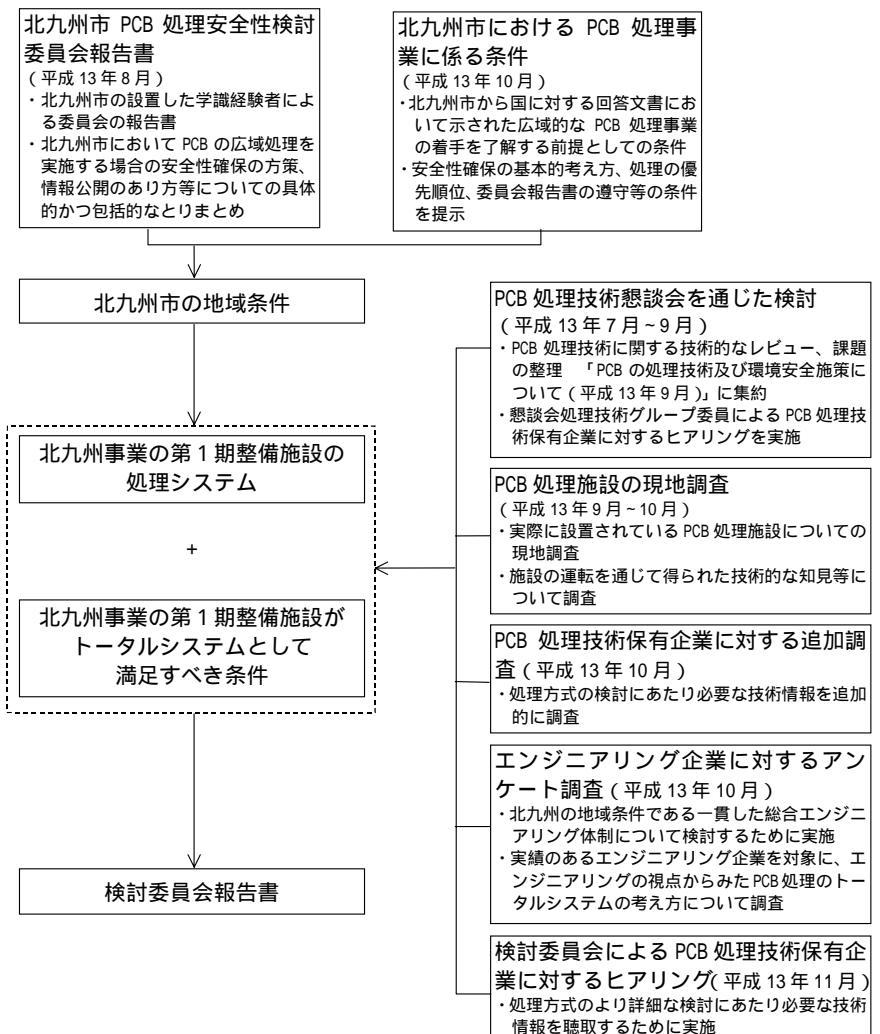 北九州市 PCB 処理安全性検討
委員会報告書
(平成 13 年 8 月)
・北九州市の設置した学識経験者によ
る委員会の報告書
・北九州市において PCB の広域処理を
実施する場合の安全性確保の方策、
情報公開のあり方等についての具体
的かつ包括的なとりまとめ
北九州市における PCB 処理事
業に係る条件
(平成 13 年 10 月)
・北九州市から国に対する回答文書にお
いて示された広域的な PCB 処理事業
の着手を了解する前提としての条件
・安全性確保の基本的考え方、処理の優
先順位、委員会報告書の遵守等の条件
を提示
北九州市の地域条件
北九州事業の第 1 期整備施設の
処理システム
+
北九州事業の第 1 期整備施設が
トータルシステムとして
満足すべき条件
検討委員会報告書
PCB 処理技術懇談会を通じた検討
(平成 13 年 7 月~9 月)
・PCB 処理技術に関する技術的なレビュー、課題
の整理 「PCB の処理技術及び環境安全施策に
ついて(平成 13 年 9 月)」に集約
・懇談会処理技術グループ委員による PCB 処理技
術保有企業に対するヒアリングを実施
PCB 処理施設の現地調査
(平成 13 年 9 月~10 月)
・実際に設置されている PCB 処理施設についての
現地調査
・施設の運転を通じて得られた技術的な知見等に
ついて調査
PCB 処理技術保有企業に対する追加調
査(平成 13 年 10 月)
・処理方式の検討にあたり必要な技術情報を追加
的に調査
エンジニアリング企業に対するアン
ケート調査(平成 13 年 10 月)
・北九州の地域条件である一貫した総合エンジニ
アリング体制について検討するために実施
・実績のあるエンジニアリング企業を対象に、エ
ンジニアリングの視点からみた PCB 処理のトー
タルシステムの考え方について調査
検討委員会による PCB 処理技術保有企
業に対するヒアリング(平成 13 年 11 月)
・処理方式のより詳細な検討にあたり必要な技術
情報を聴取するために実施